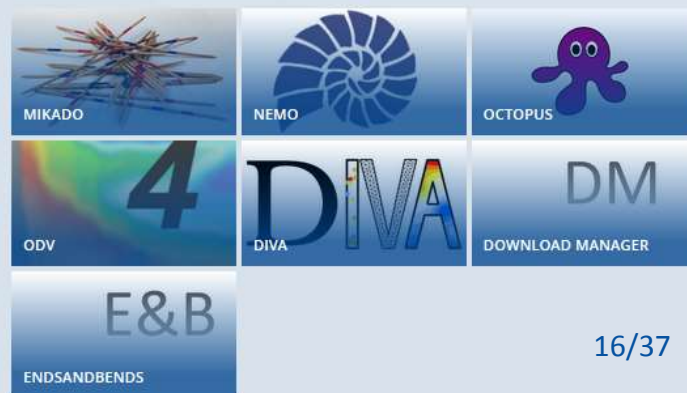 MIKADO
NEMO
OCTOPUS
4
ODV
DIVA
DIVA
DM
DOWNLOAD MANAGER
E&B
ENDSANDBENDS
16/37